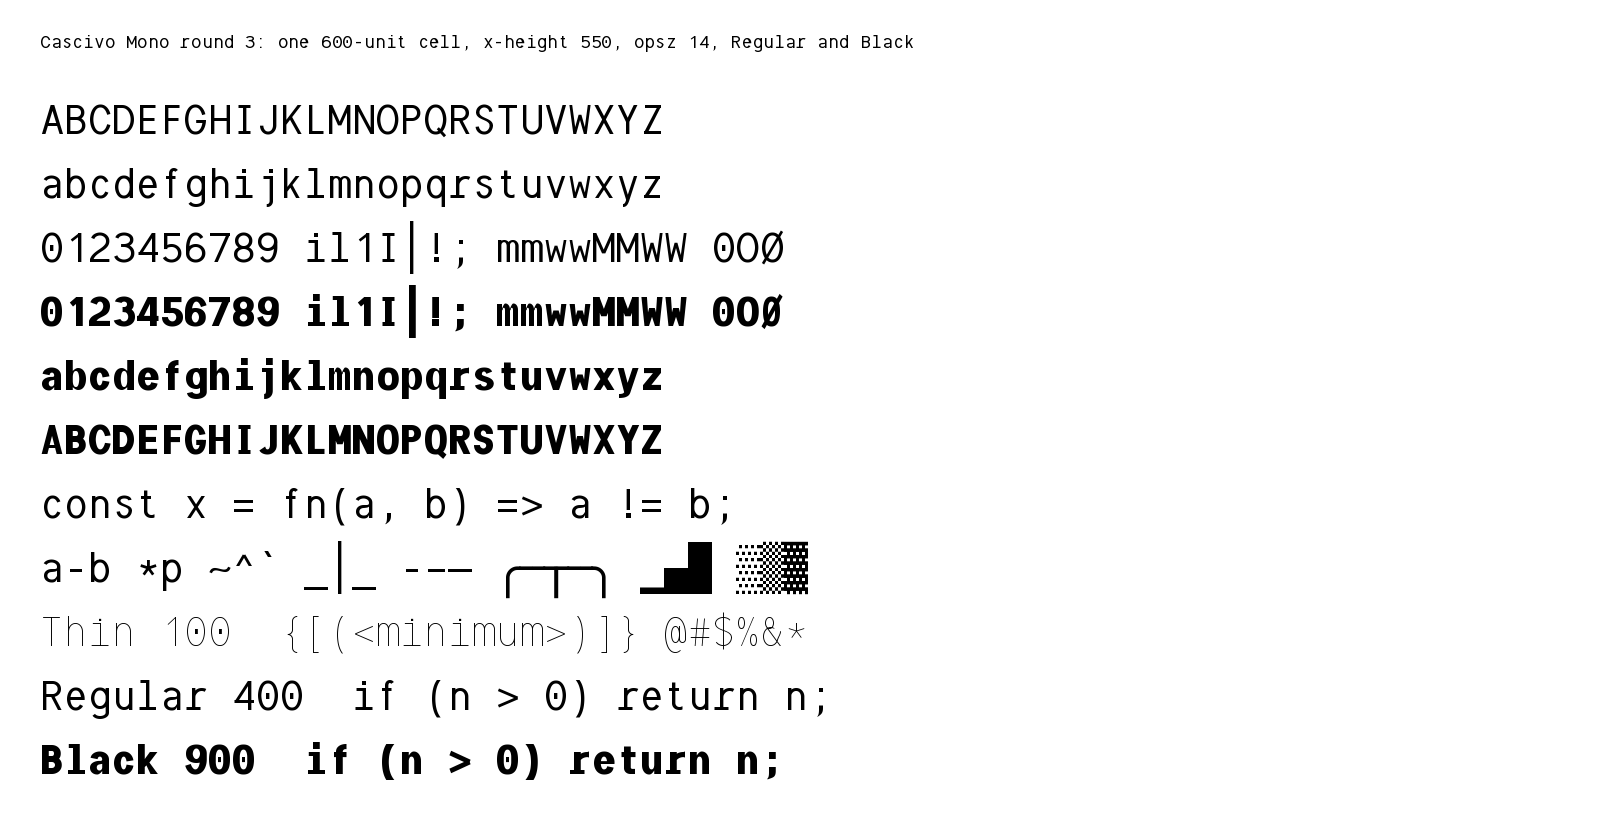 Cascivo Mono round 3: one 600-unit cell, x-height 550, opsz 14, Regular and Black
ABCDEFGHIJKLMNOPQRSTUVWXYZ
abcdefghijklmnopqrstuvwxyz
0123456789 il1I|!; mmwwMMWW 0OØ
0123456789 il1I|!; mmwwMMWW 0OØ
abcdefghijklmnopqrstuvwxyz
ABCDEFGHIJKLMNOPQRSTUVWXYZ
const x = fn(a, b) => a != b;
a-b *p ~^` _|_ -–— ╭┬╮ ▁▄█ ░▒▓
Thin 100  {[(<minimum>)]} @#$%&*
Regular 400  if (n > 0) return n;
Black 900  if (n > 0) return n;